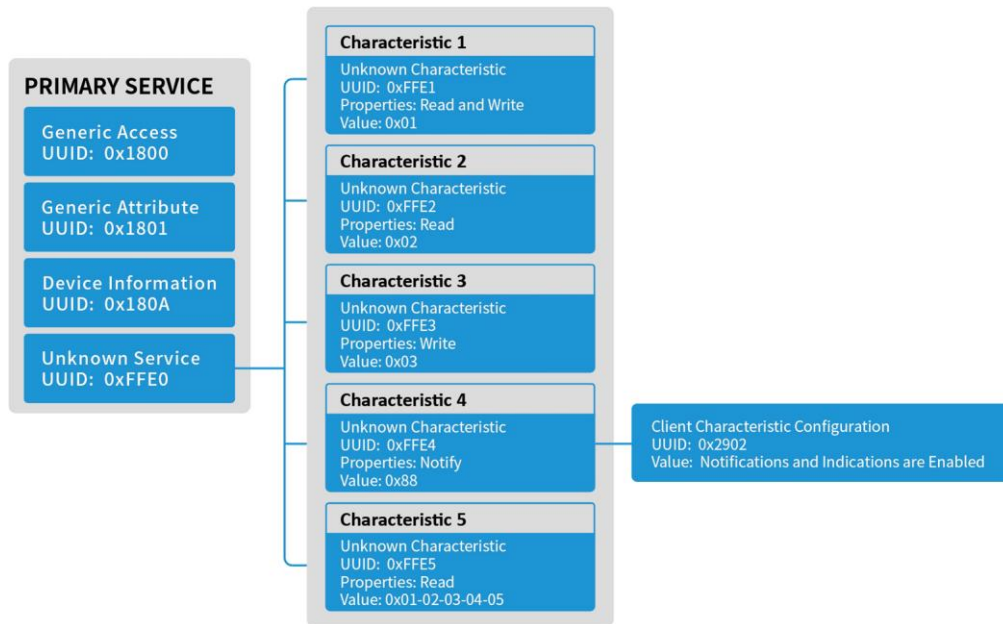 PRIMARY SERVICE
Generic Access
UUID: 0x1800
Generic Attribute
UUID: 0x1801
Device Information
UUID: 0x180A
Unknown Service
UUID: 0xFFE0
Characteristic 1
Unknown Characteristic
UUID: 0xFFE1
Properties: Read and Write
Value: 0x01
Characteristic 2
Unknown Characteristic
UUID: 0xFFE2
Properties: Read
Value: 0x02
Characteristic 3
Unknown Characteristic
UUID: 0xFFE3
Properties: Write
Value: 0x03
Characteristic 4
Unknown Characteristic
UUID: 0xFFE4
Properties: Notify
Value: 0x88
Characteristic 5
Unknown Characteristic
UUID: 0xFFE5
Properties: Read
Value: 0x01-02-03-04-05
Client Characteristic Configuration
UUID: 0x2902
Value: Notifications and Indications are Enabled